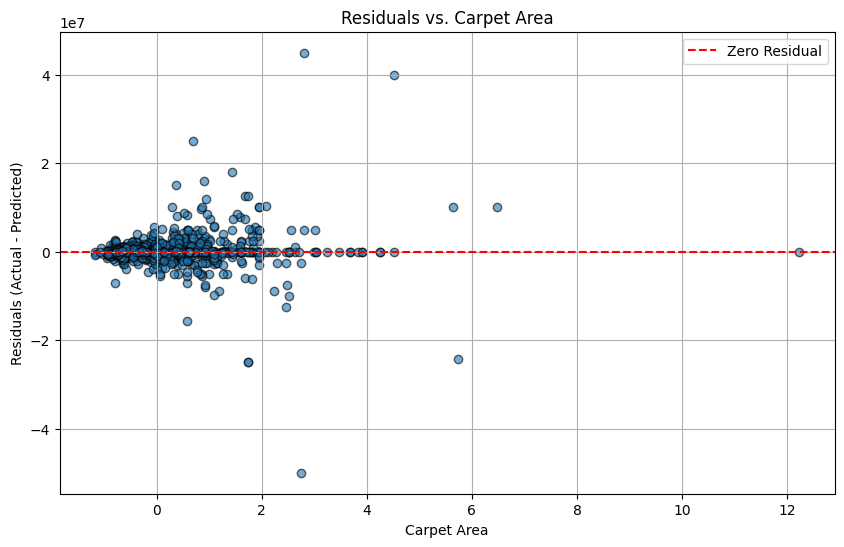 Residuals vs. Carpet Area
1e7
Zero Residual
4
2
0
−2
−4
Residuals (Actual - Predicted)
0 2 4 6 8 10 12
Carpet Area